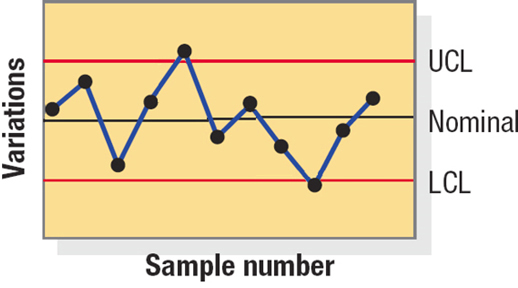 Variations
UCL
Nominal
LCL
Sample number